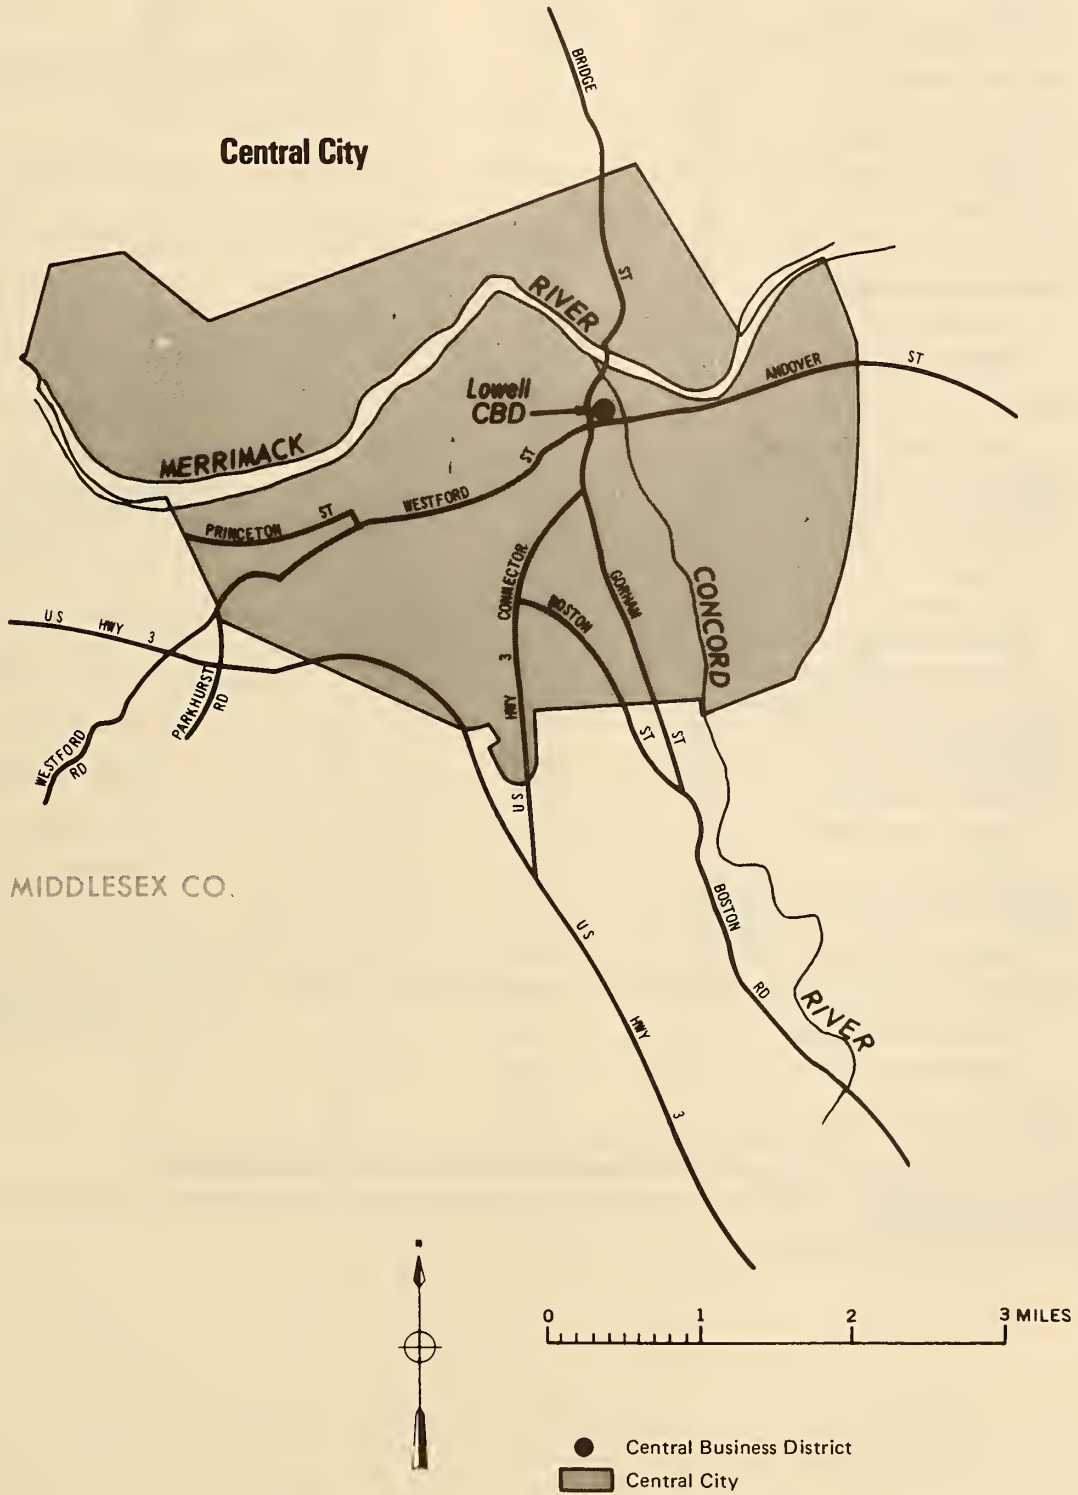 BRIDGE
ST
Central City
RIVER
ANDOVER
ST
Lowell
CBD
MERRIMACK
ST
WESTFORD
PRINCETON
ST
CONNECTOR
GORHAM
CONCORD
BOSTON
US
HWY
3
3
HWY
US
PARKHURST
RD
WESTFORD
RD
ST
ST
MIDDLESEX CO.
BOSTON
RD
US
HWY
3
RIVER
0 1 2 3 MILES
Central Business District
Central City